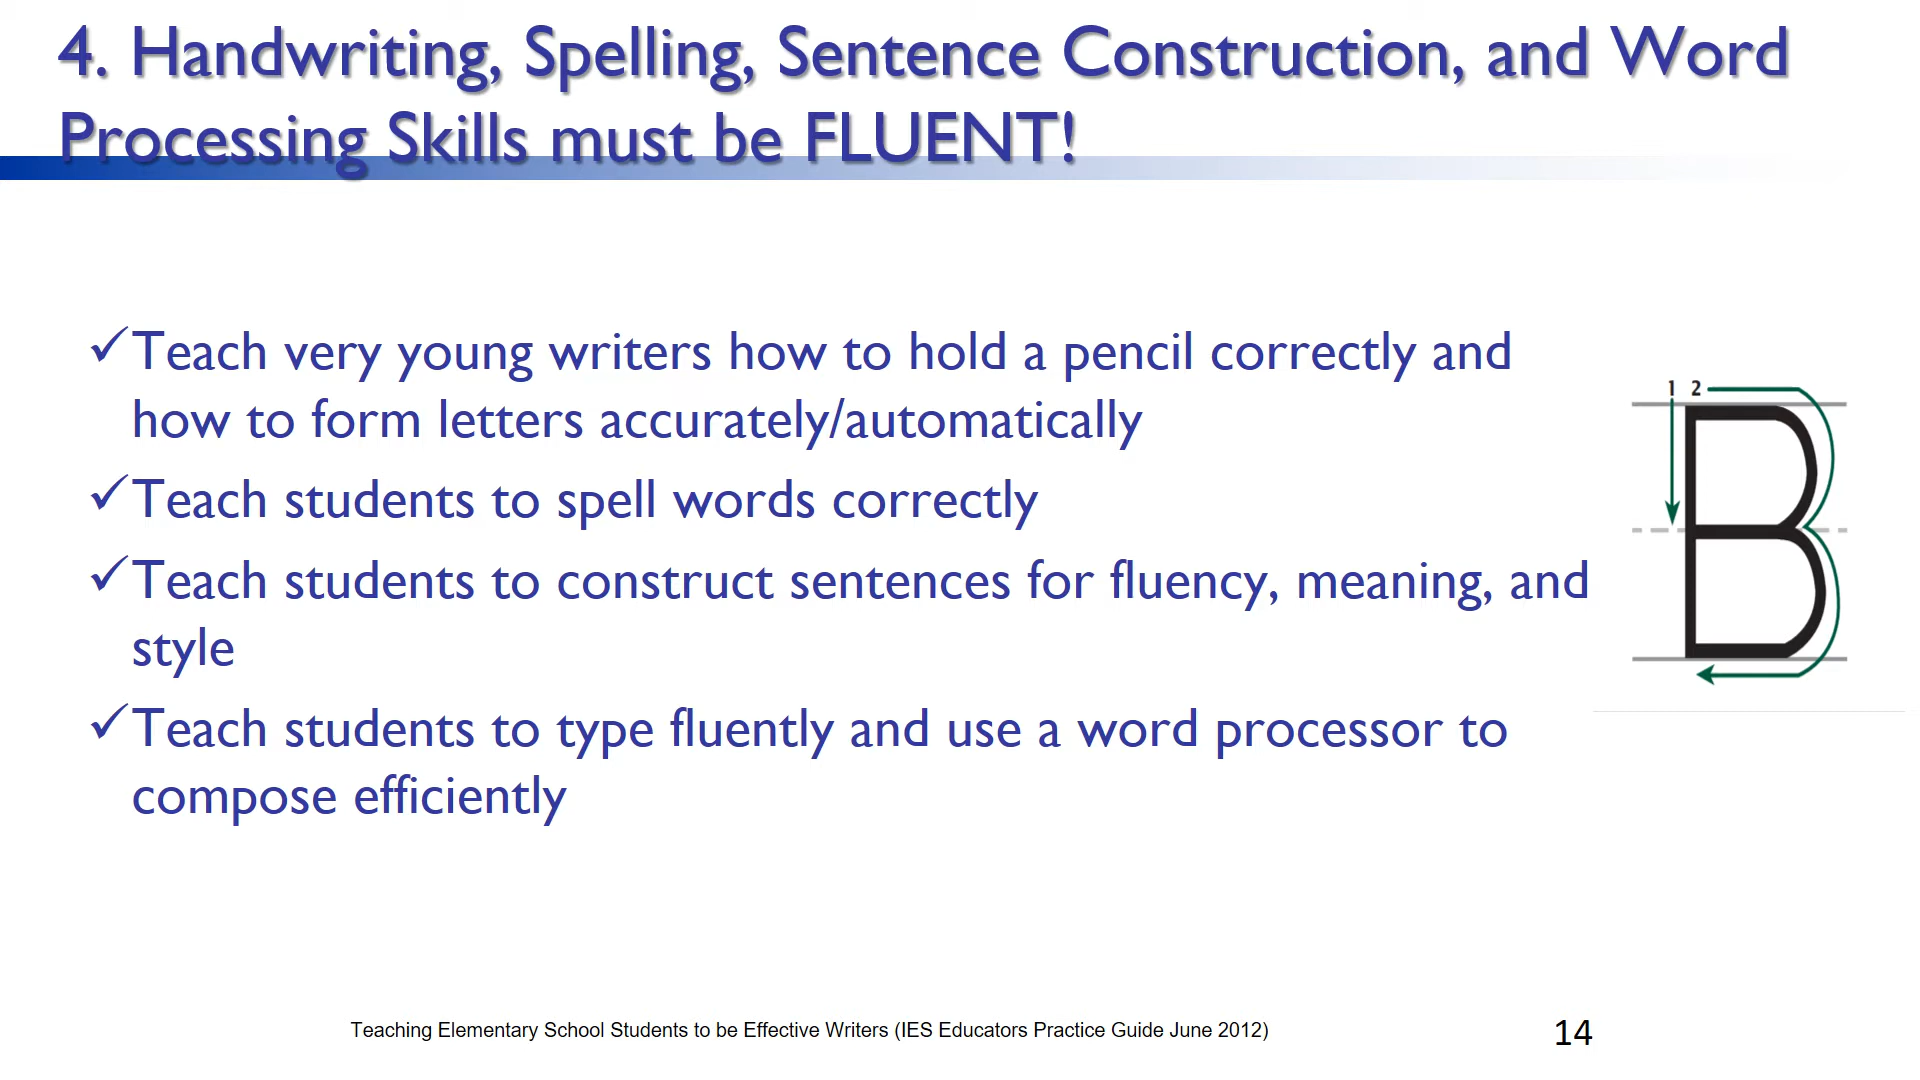 4. Handwriting, Spelling, Sentence Construction, and Word
Processing Skills must be FLUENT!
✓Teach very young writers how to hold a pencil correctly and
how to form letters accurately/automatically
✓Teach students to spell words correctly
✓Teach students to construct sentences for fluency, meaning, and
style
✓Teach students to type fluently and use a word processor to
compose efficiently
1 2
B
Teaching Elementary School Students to be Effective Writers (IES Educators Practice Guide June 2012)
14